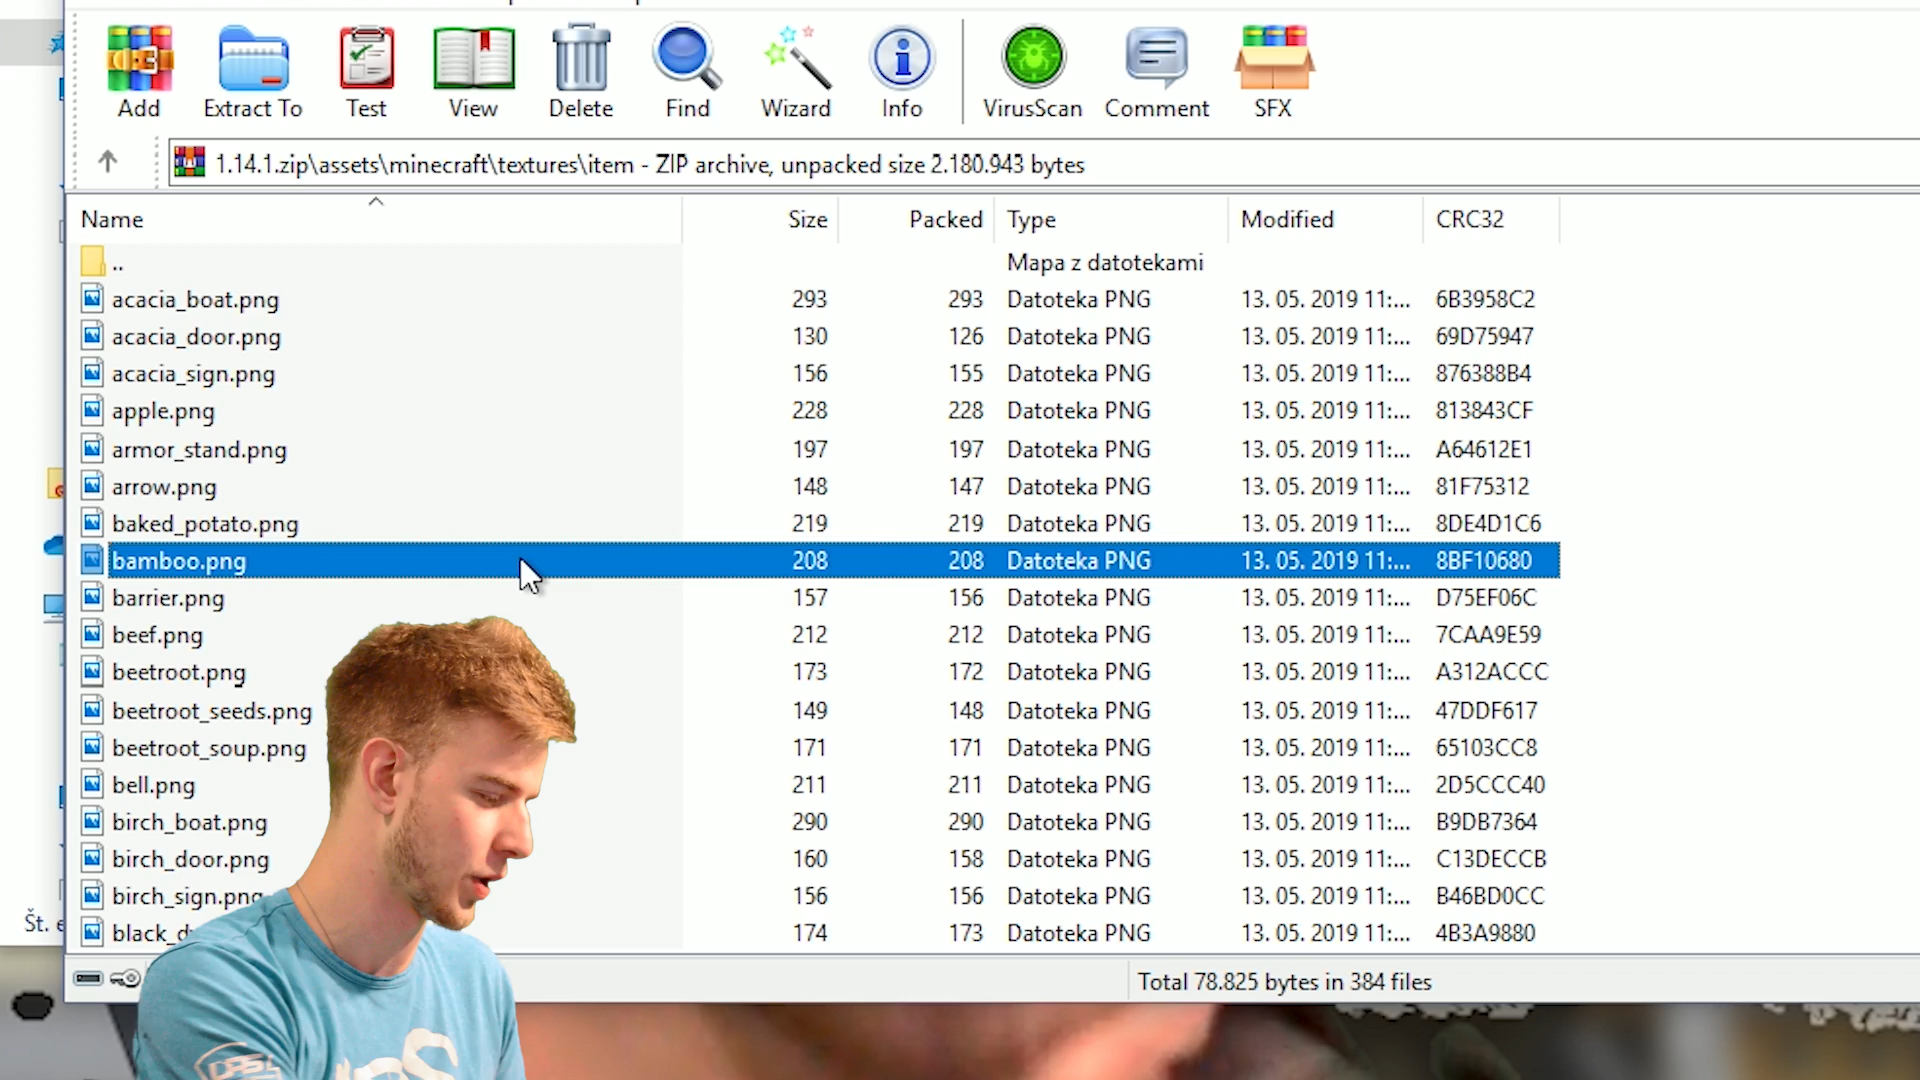 Add Extract To Test View Delete Find Wizard Info VirusScan Comment SFX
1.14.1.zip\assets\minecraft\textures\item - ZIP archive, unpacked size 2.180.943 bytes
Name Size Packed Type Modified CRC32
.. Mapa z datotekami
acacia_boat.png 293 293 Datoteka PNG 13. 05. 2019 11:... 6B3958C2
acacia_door.png 130 126 Datoteka PNG 13. 05. 2019 11:... 69D75947
acacia_sign.png 156 155 Datoteka PNG 13. 05. 2019 11:... 876388B4
apple.png 228 228 Datoteka PNG 13. 05. 2019 11:... 813843CF
armor_stand.png 197 197 Datoteka PNG 13. 05. 2019 11:... A64612E1
arrow.png 148 147 Datoteka PNG 13. 05. 2019 11:... 81F75312
baked_potato.png 219 219 Datoteka PNG 13. 05. 2019 11:... 8DE4D1C6
bamboo.png 208 208 Datoteka PNG 13. 05. 2019 11:... 8BF10680
barrier.png 157 156 Datoteka PNG 13. 05. 2019 11:... D75EF06C
beef.png 212 212 Datoteka PNG 13. 05. 2019 11:... 7CAA9E59
beetroot.png 173 172 Datoteka PNG 13. 05. 2019 11:... A312ACCC
beetroot_seeds.png 149 148 Datoteka PNG 13. 05. 2019 11:... 47DDF617
beetroot_soup.png 171 171 Datoteka PNG 13. 05. 2019 11:... 65103CC8
bell.png 211 211 Datoteka PNG 13. 05. 2019 11:... 2D5CCC40
birch_boat.png 290 290 Datoteka PNG 13. 05. 2019 11:... B9DB7364
birch_door.png 160 158 Datoteka PNG 13. 05. 2019 11:... C13DECCB
birch_sign.png 156 156 Datoteka PNG 13. 05. 2019 11:... B46BD0CC
black_d 174 173 Datoteka PNG 13. 05. 2019 11:... 4B3A9880
Št. e
Total 78.825 bytes in 384 files